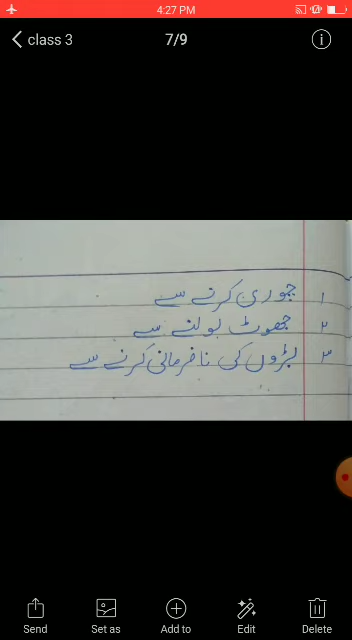 4:27 PM
class 3
7/9
۱ چوری کرنے سے
۲ جھوٹ بولنے سے
۳ بڑوں کی نافرمانی کرنے سے
Send Set as Add to Edit Delete